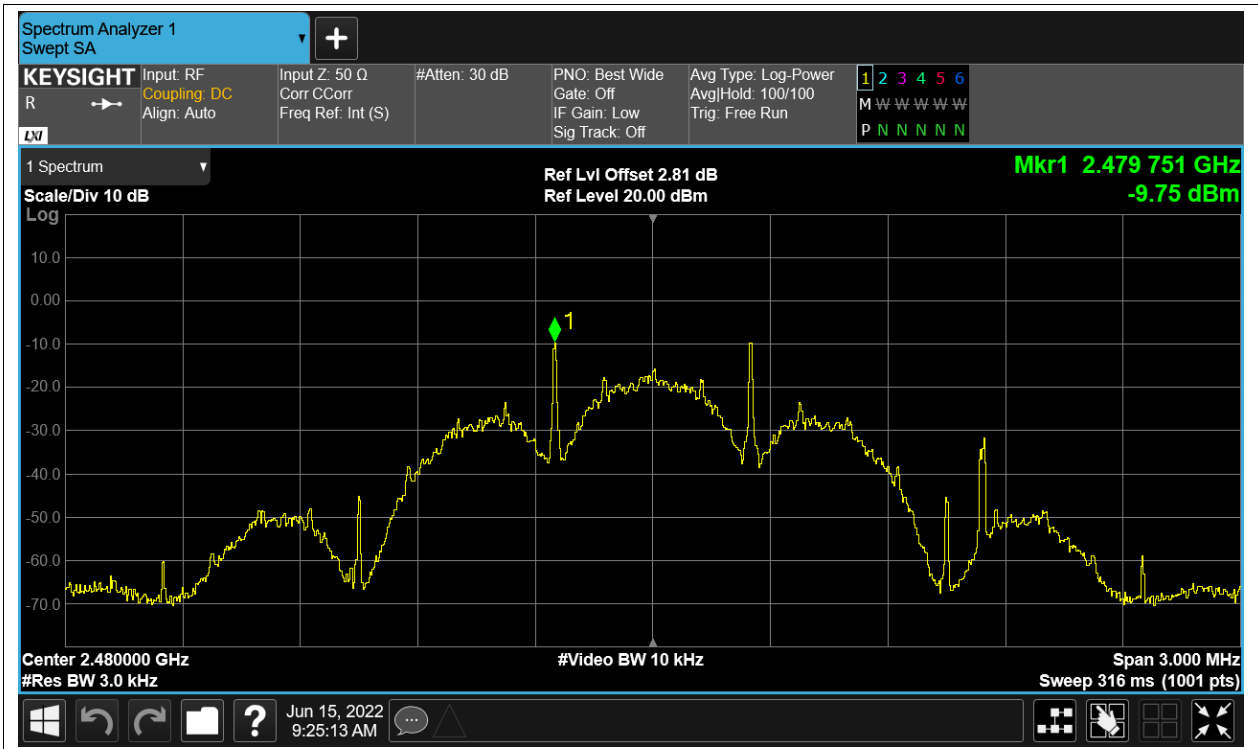 Spectrum Analyzer 1
Swept SA
+
KEYSIGHT
R
LXI
Input: RF
Coupling: DC
Align: Auto
Input Z: 50 Ω
Corr CCorr
Freq Ref: Int (S)
#Atten: 30 dB
PNO: Best Wide
Gate: Off
IF Gain: Low
Sig Track: Off
Avg Type: Log-Power
Avg|Hold: 100/100
Trig: Free Run
1 2 3 4 5 6
M W W W W W W
P N N N N N N
1 Spectrum
Scale/Div 10 dB
Log
Ref Lvl Offset 2.81 dB
Ref Level 20.00 dBm
Mkr1 2.479 751 GHz
-9.75 dBm
1
10.0
0.00
-10.0
-20.0
-30.0
-40.0
-50.0
-60.0
-70.0
Center 2.480000 GHz
#Res BW 3.0 kHz
#Video BW 10 kHz
Span 3.000 MHz
Sweep 316 ms (1001 pts)
?
Jun 15, 2022
9:25:13 AM